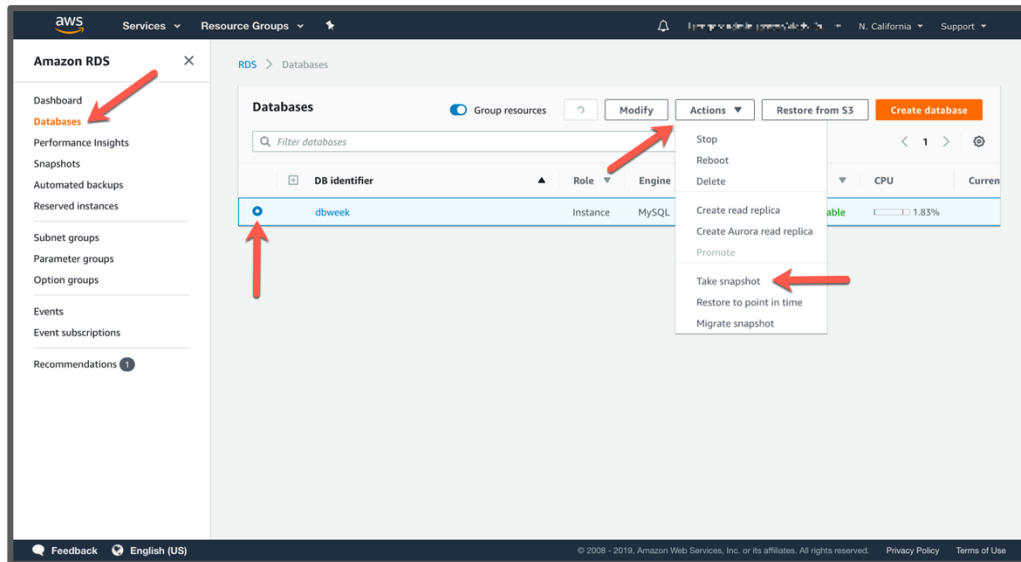 aws Services Resource Groups N. California Support
Amazon RDS
Dashboard
Databases
Performance Insights
Snapshots
Automated backups
Reserved instances
Subnet groups
Parameter groups
Option groups
Events
Event subscriptions
Recommendations 1
RDS > Databases
Databases Group resources Modify Actions Restore from S3 Create database
Filter databases 1
DB identifier Role Engine CPU Curren
dbweek Instance MySQL able 1.83%
Stop
Reboot
Delete
Create read replica
Create Aurora read replica
Promote
Take snapshot
Restore to point in time
Migrate snapshot
Feedback English (US) © 2008 - 2019, Amazon Web Services, Inc. or its affiliates. All rights reserved. Privacy Policy Terms of Use